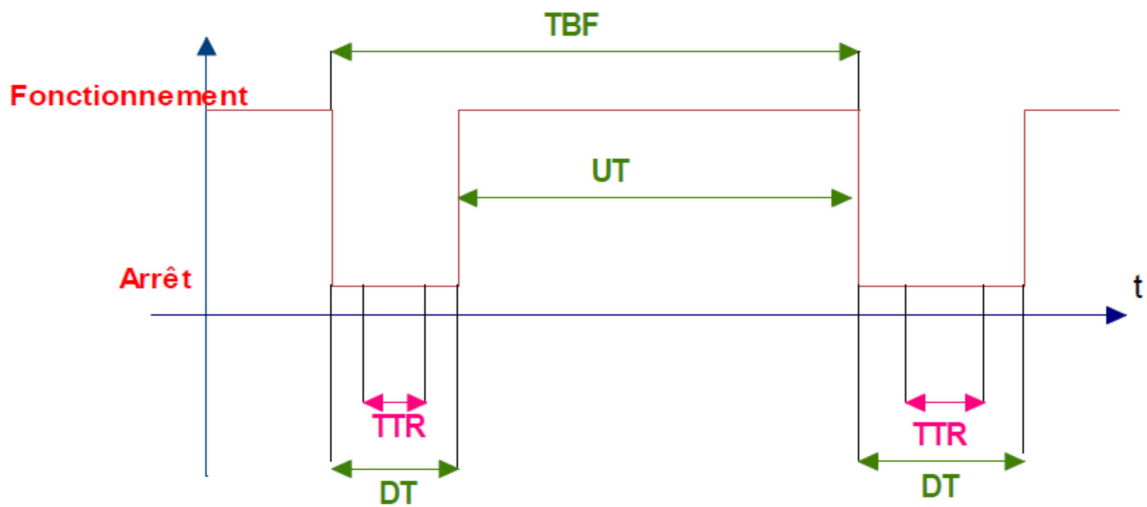 TBF
Fonctionnement
UT
Arrêt
t
TTR
TTR
DT
DT